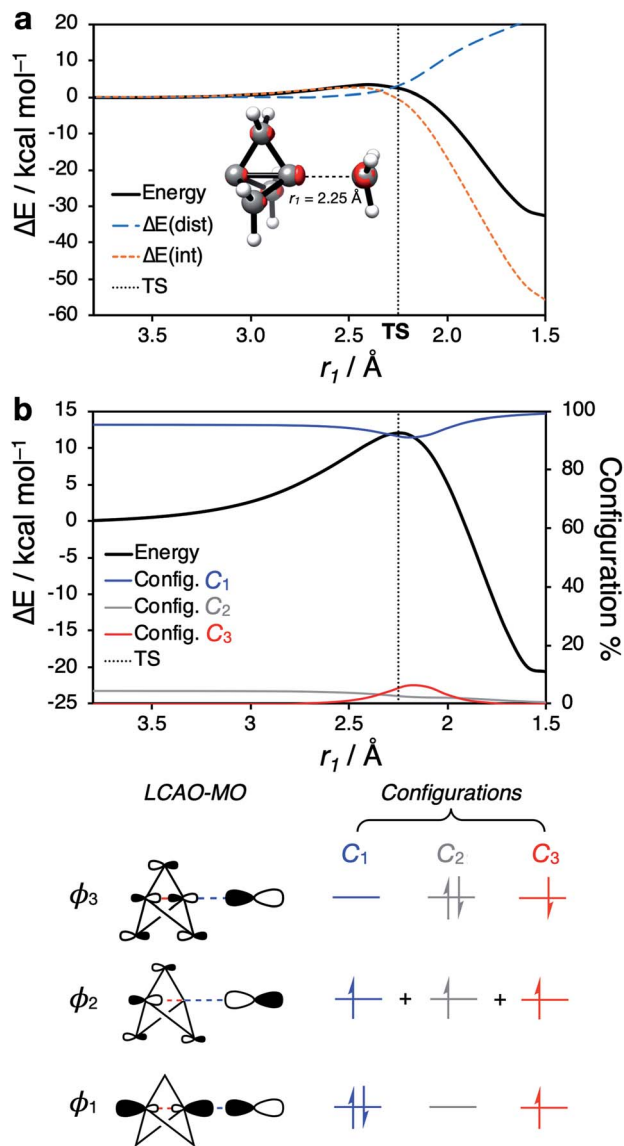 a
20
10
0
-10
-20
-30
-40
-50
-60
ΔE / kcal mol⁻¹
r₁ = 2.25 Å
Energy
ΔE(dist)
ΔE(int)
TS
3.5 3.0 2.5 TS 2.0 1.5
r₁ / Å
b
15
10
5
0
-5
-10
-15
-20
-25
ΔE / kcal mol⁻¹
100
80
60
40
20
0
Configuration %
Energy
Config. C₁
Config. C₂
Config. C₃
TS
3.5 3 2.5 2 1.5
r₁ / Å
LCAO-MO Configurations
C₁ C₂ C₃
ϕ₃
ϕ₂ + +
ϕ₁